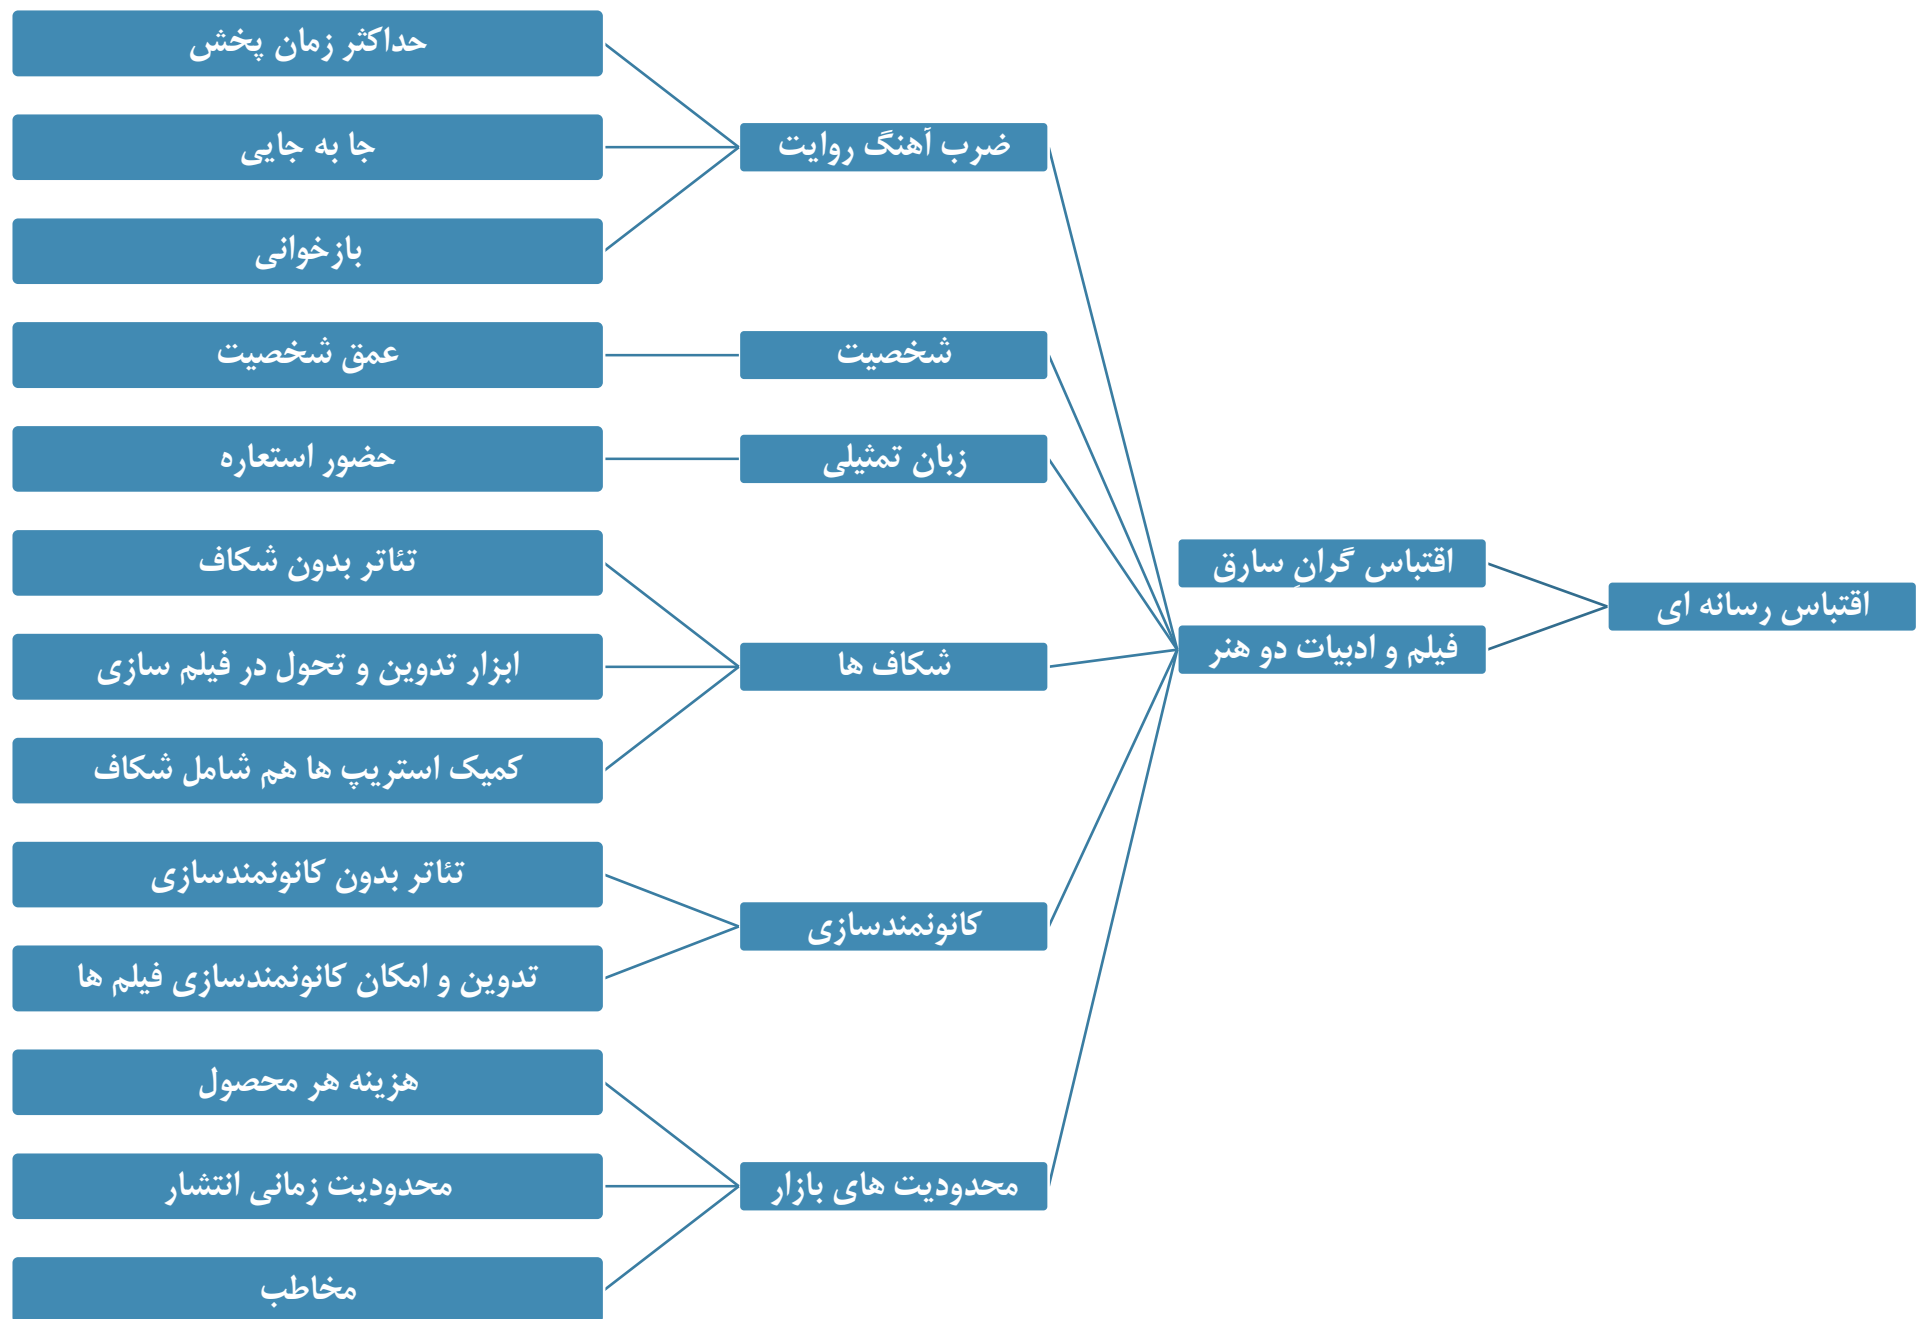 اقتباس رسانه ای
اقتباس گران سارق
فیلم و ادبیات دو هنر
ضرب آهنگ روایت
حداکثر زمان پخش
جا به جایی
بازخوانی
شخصیت
عمق شخصیت
زبان تمثیلی
حضور استعاره
شکاف ها
تئاتر بدون شکاف
ابزار تدوین و تحول در فیلم سازی
کمیک استریپ ها هم شامل شکاف
کانونمندسازی
تئاتر بدون کانونمندسازی
تدوین و امکان کانونمندسازی فیلم ها
محدودیت های بازار
هزینه هر محصول
محدودیت زمانی انتشار
مخاطب